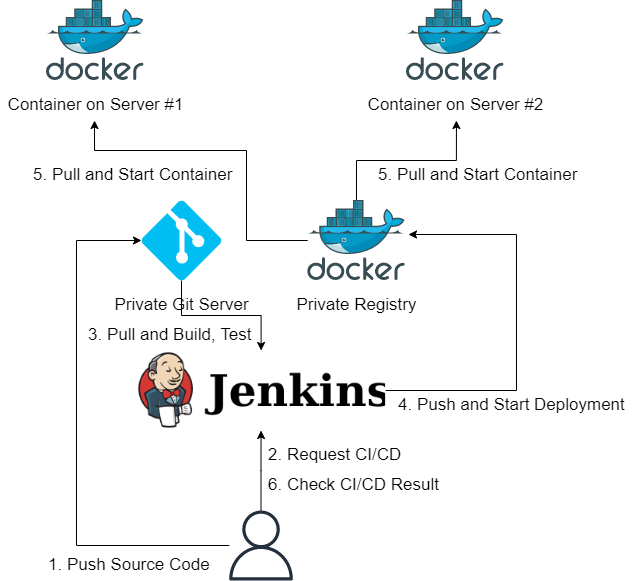 docker
docker
Container on Server #1
Container on Server #2
5. Pull and Start Container
5. Pull and Start Container
docker
Private Git Server
Private Registry
3. Pull and Build, Test
Jenkins
4. Push and Start Deployment
2. Request CI/CD
6. Check CI/CD Result
1. Push Source Code